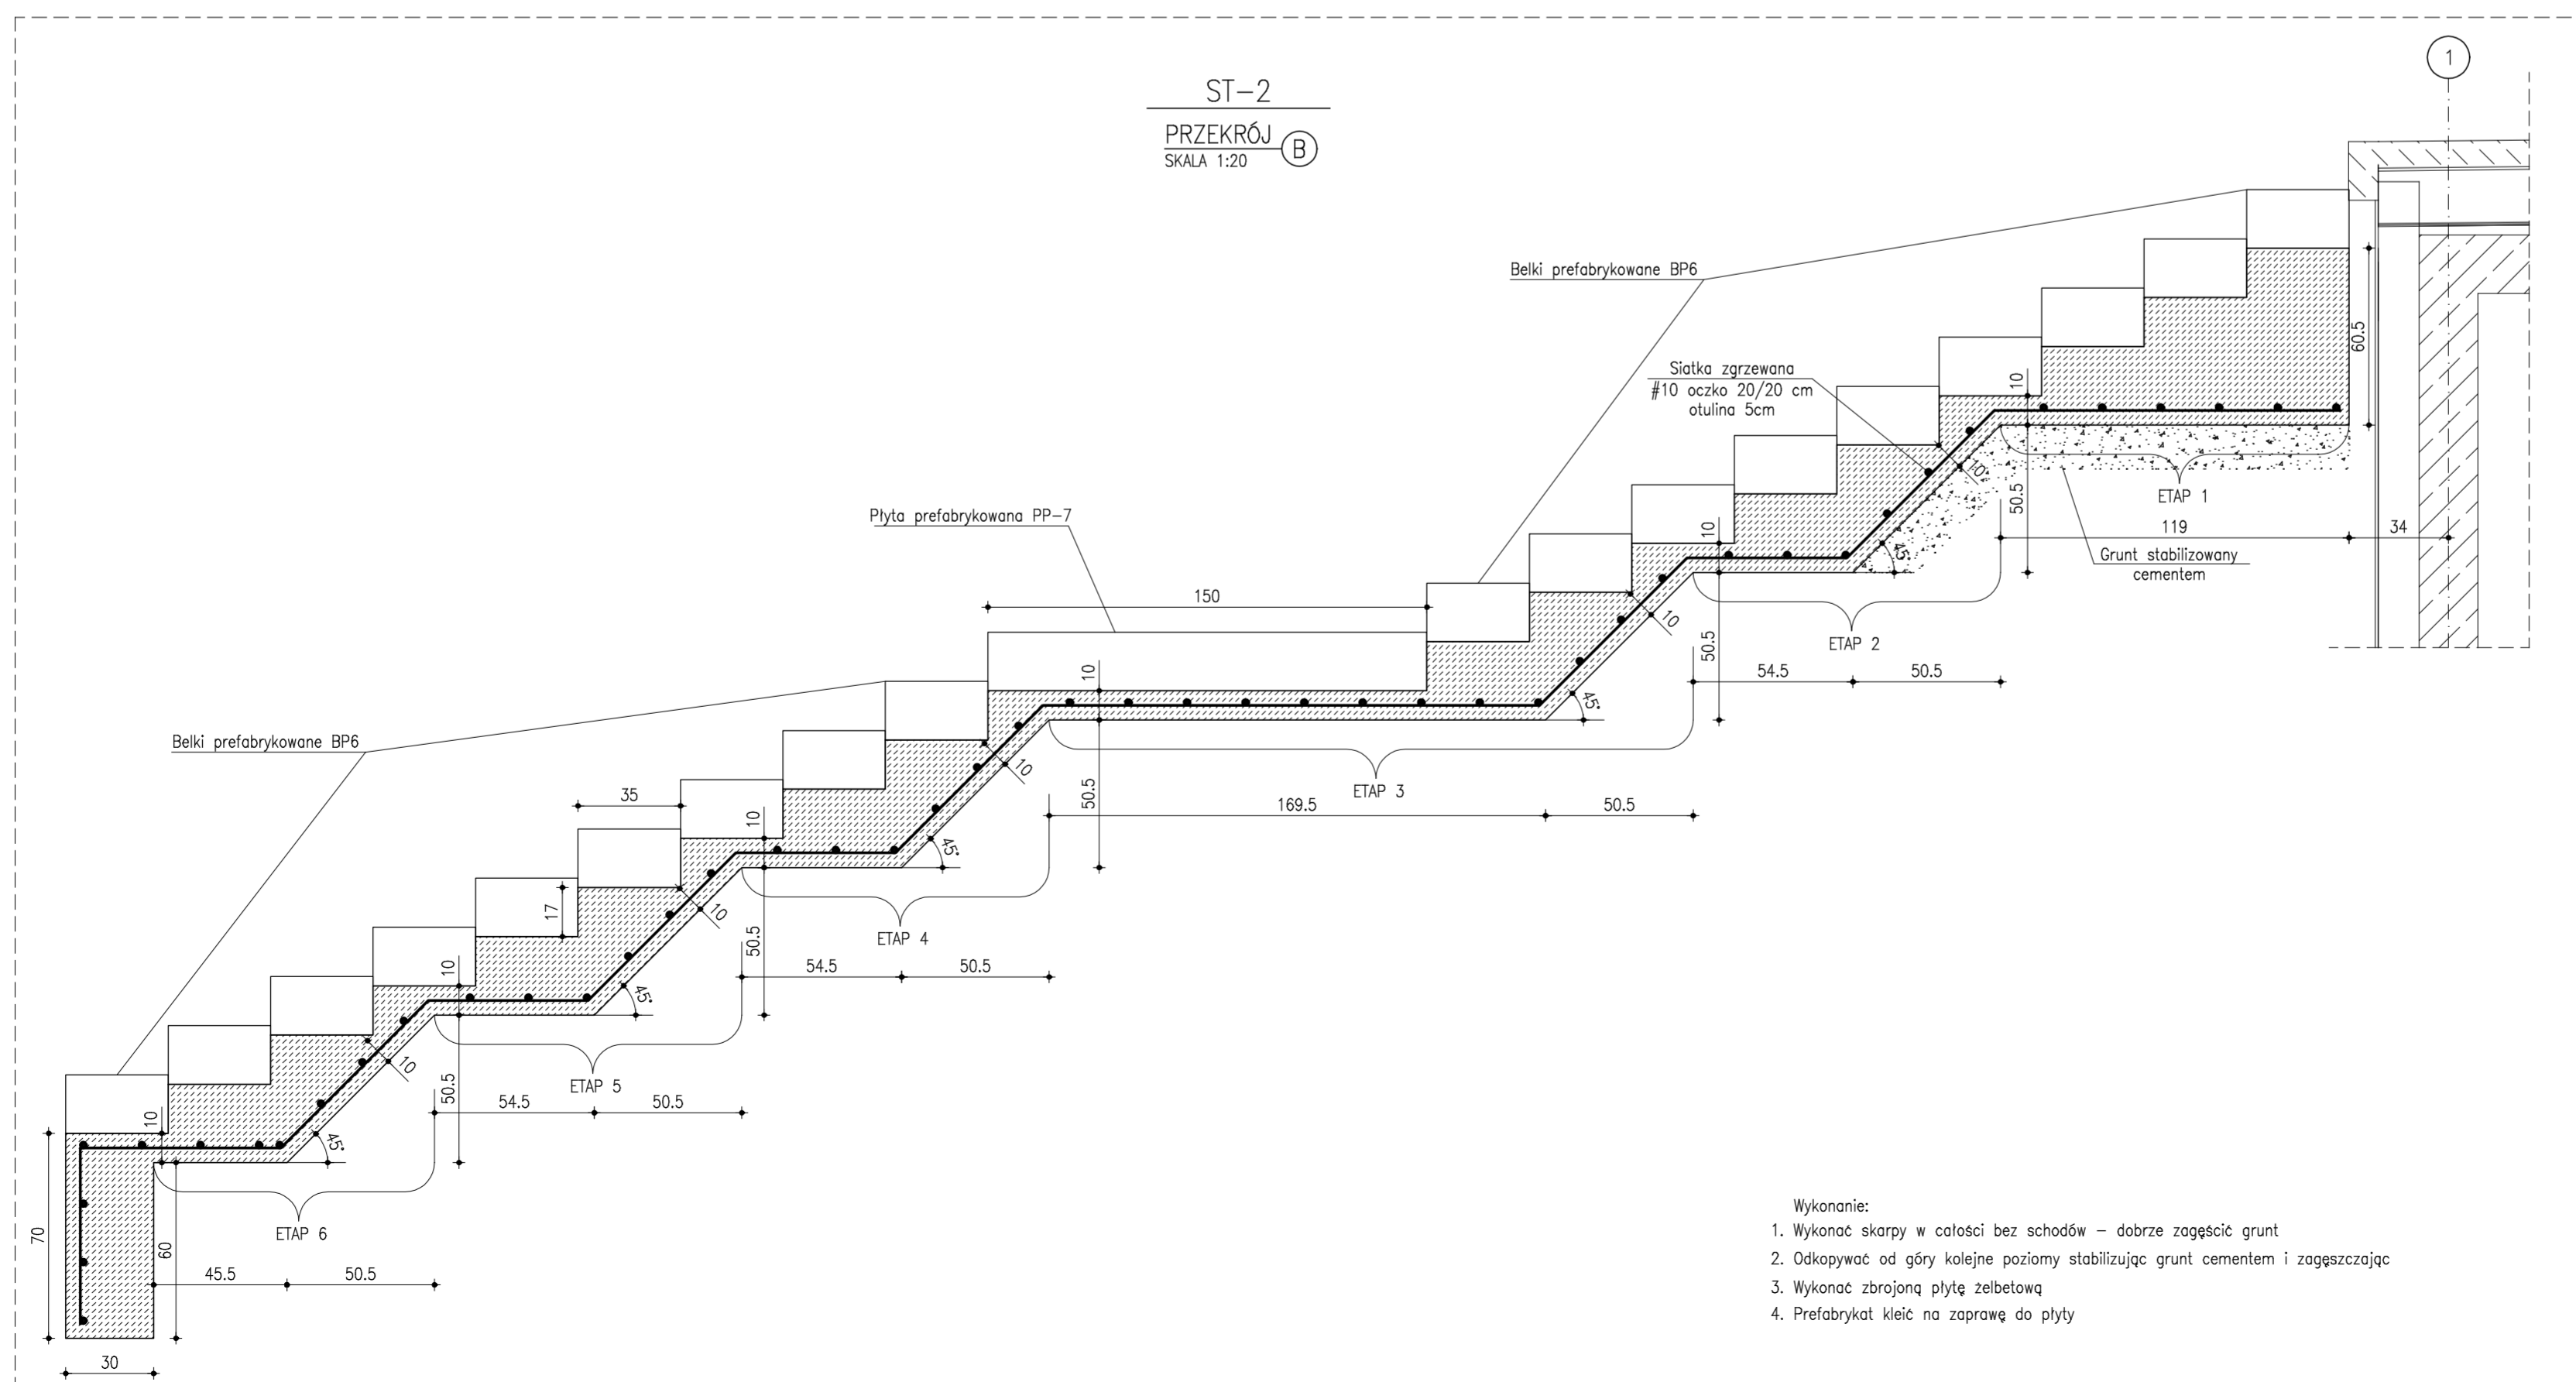 1
ST-2
PRZEKRÓJ B
SKALA 1:20
Belki prefabrykowane BP6
60.5
Siatka zgrzewana
#10 oczko 20/20 cm
otulina 5cm
10
10
50.5
ETAP 1
119
34
Grunt stabilizowany
cementem
Płyta prefabrykowana PP-7
10
45°
150
10
50.5
ETAP 2
54.5
50.5
10
45°
Belki prefabrykowane BP6
10
50.5
ETAP 3
169.5
50.5
35
10
45°
17
10
50.5
ETAP 4
54.5
50.5
10
45°
10
50.5
ETAP 5
54.5
50.5
10
45°
70
60
ETAP 6
45.5
50.5
30
Wykonanie:
1. Wykonać skarpy w całości bez schodów – dobrze zagęścić grunt
2. Odkopywać od góry kolejne poziomy stabilizując grunt cementem i zagęszczając
3. Wykonać zbrojoną płytę żelbetową
4. Prefabrykat kleić na zaprawę do płyty